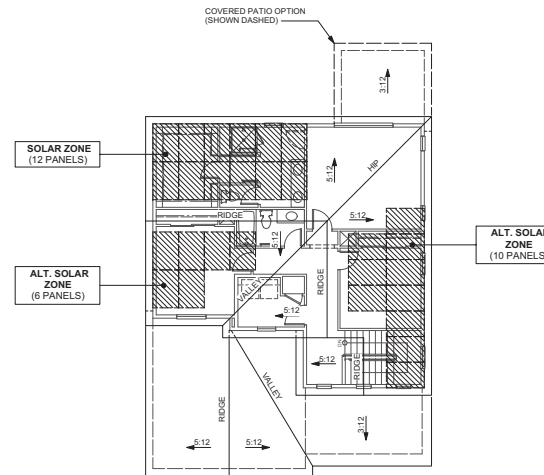 COVERED PATIO OPTION
(SHOWN DASHED)
3:12
SOLAR ZONE
(12 PANELS)
HIP
5:12
5:12
RIDGE
5:12
ALT. SOLAR
ZONE
(10 PANELS)
ALT. SOLAR
ZONE
(6 PANELS)
VALLEY
RIDGE
5:12
DN
5:12
RIDGE
VALLEY
RIDGE
3:12
5:12
5:12